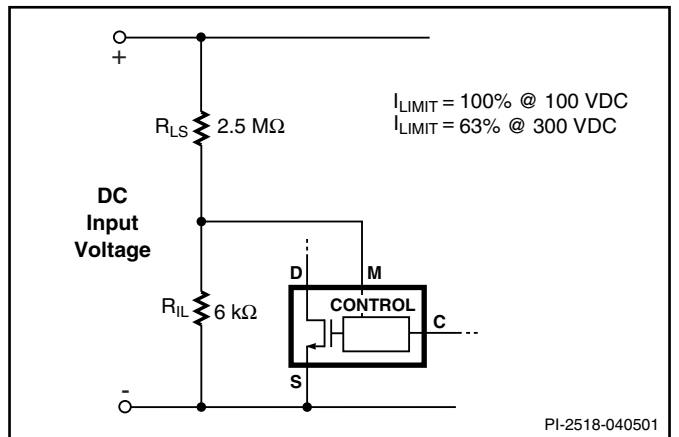 +
R_LS 2.5 MΩ
I_LIMIT = 100% @ 100 VDC
I_LIMIT = 63% @ 300 VDC
DC
Input
Voltage
D M
CONTROL
C
R_IL 6 kΩ
S
-
PI-2518-040501